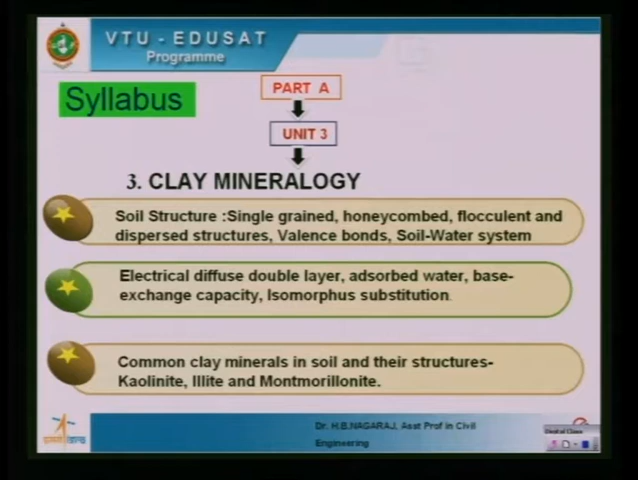 VTU - EDUSAT
Programme
Syllabus
PART A
UNIT 3
3. CLAY MINERALOGY
Soil Structure :Single grained, honeycombed, flocculent and
dispersed structures, Valence bonds, Soil-Water system
Electrical diffuse double layer, adsorbed water, base-
exchange capacity, Isomorphus substitution.
Common clay minerals in soil and their structures-
Kaolinite, Illite and Montmorillonite.
Dr. H.B.NAGARAJ, Asst Prof in Civil
Engineering